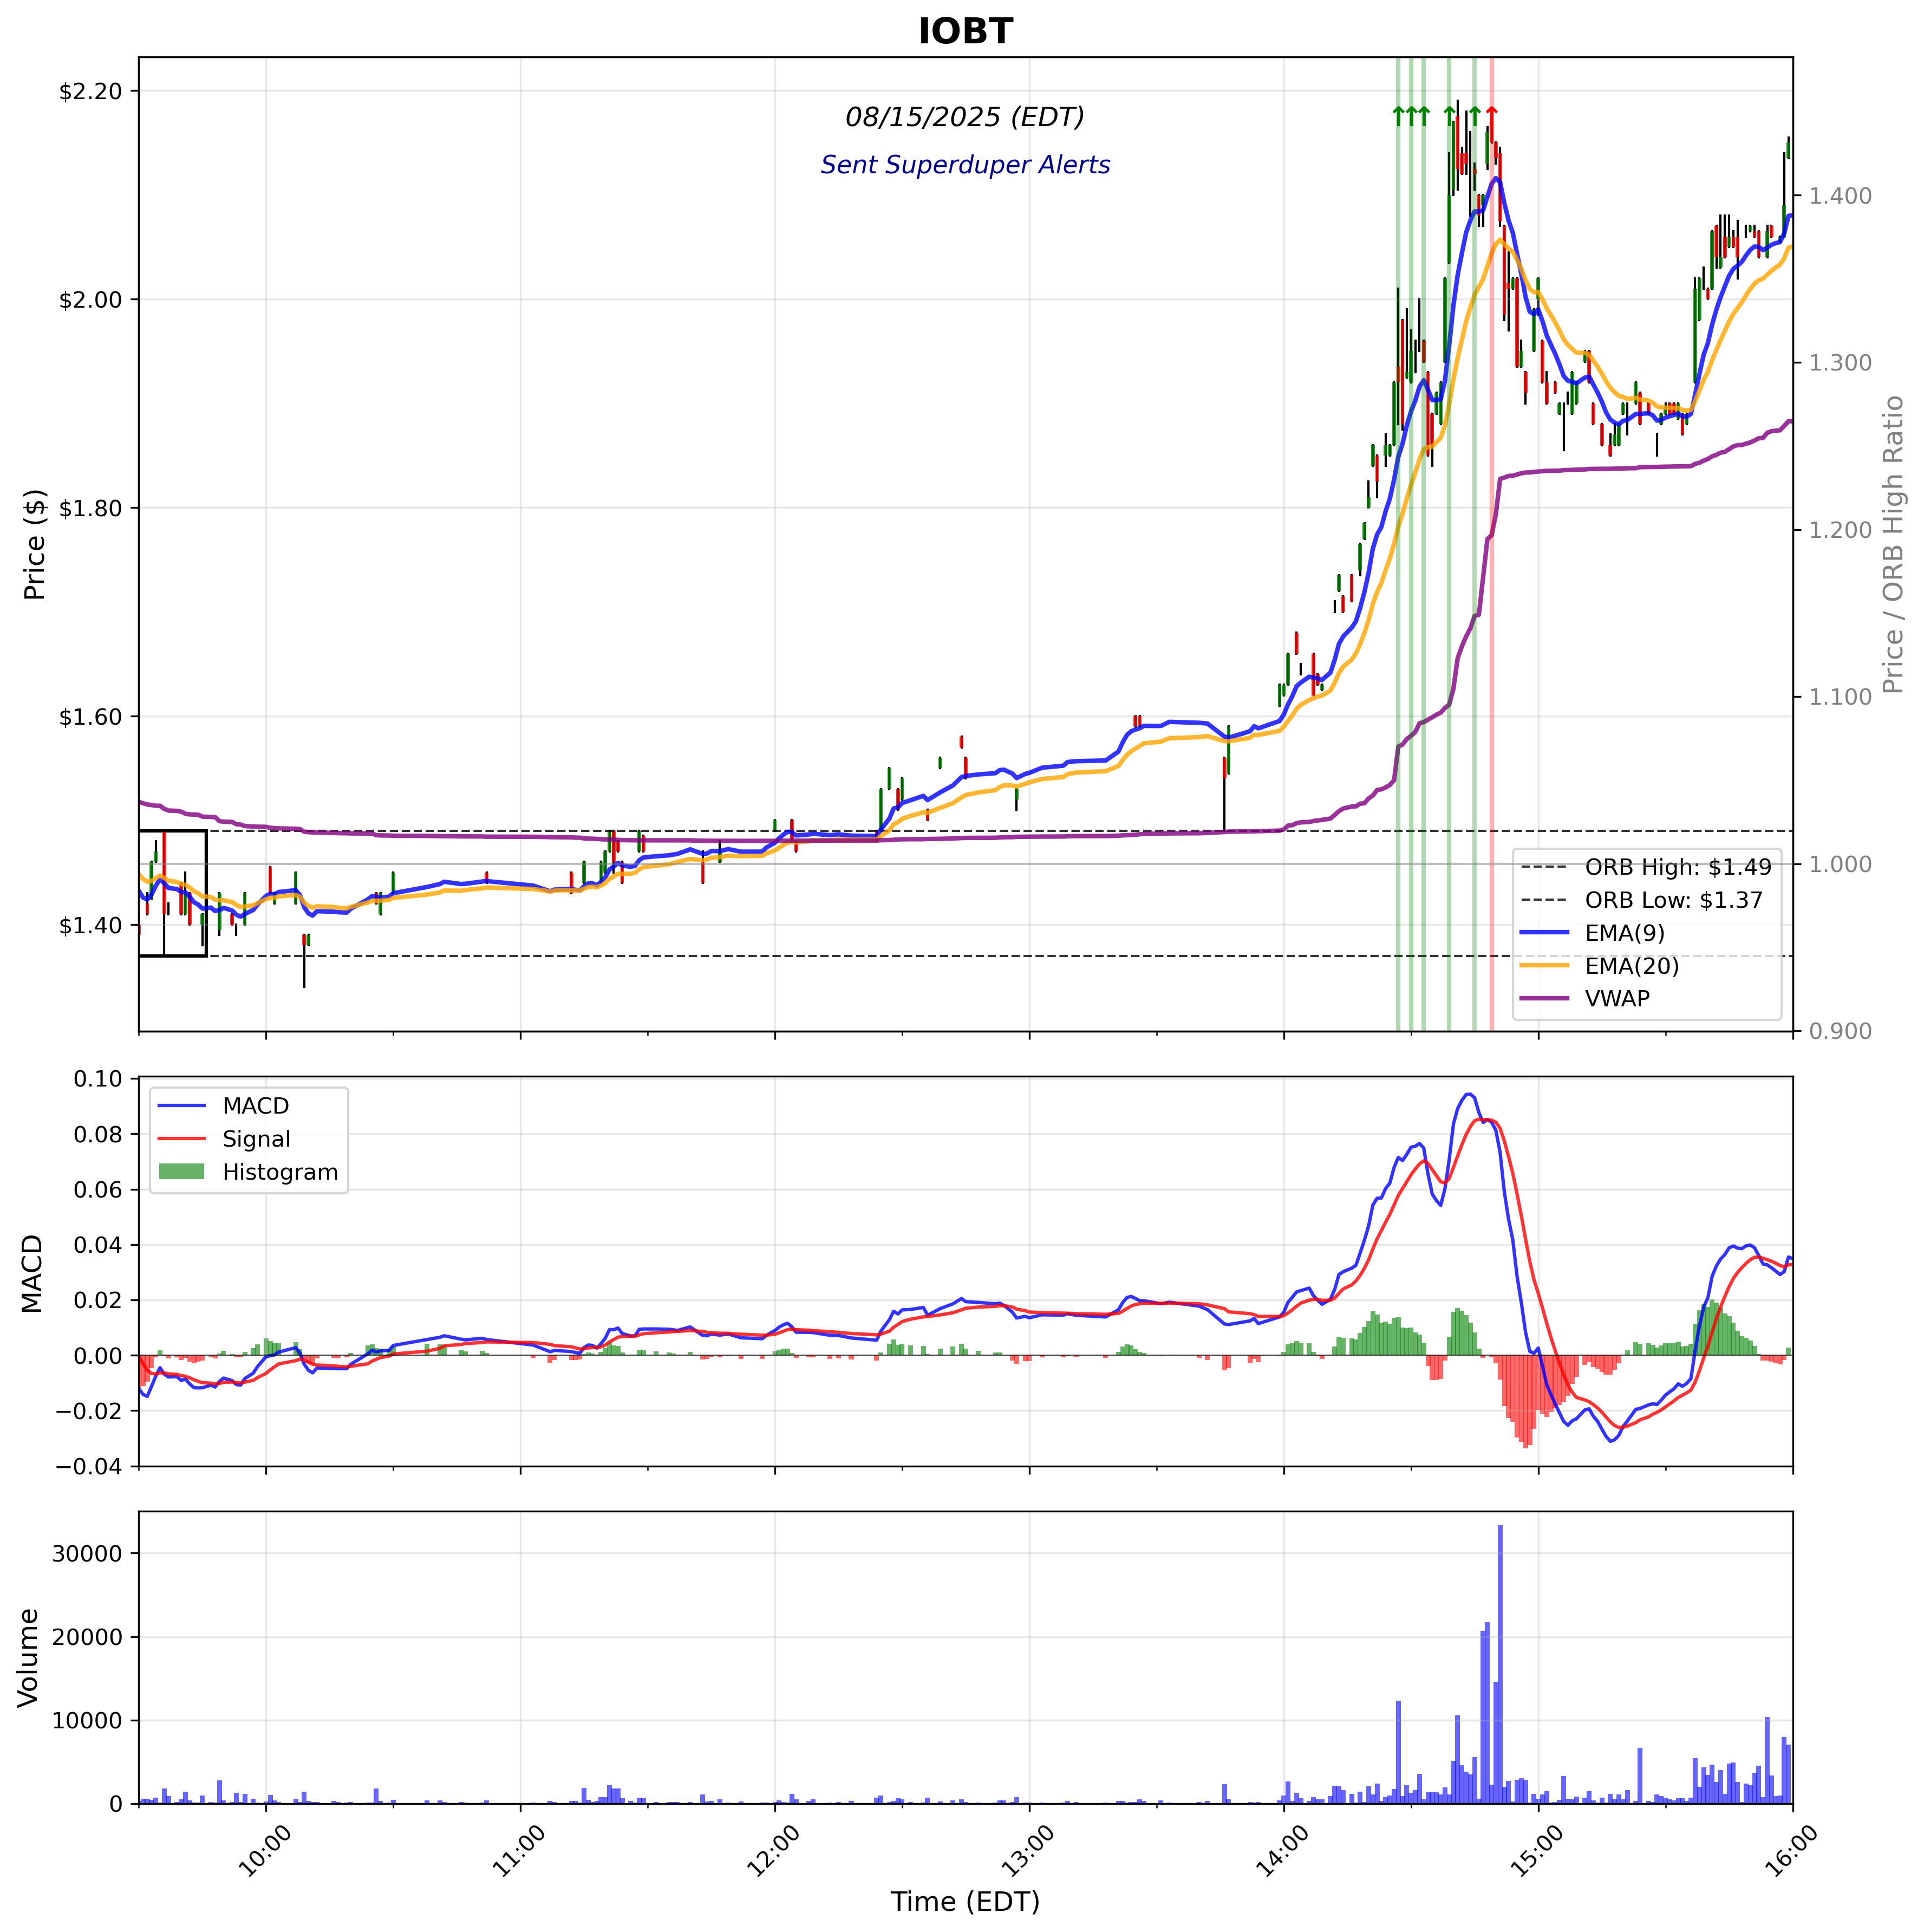 IOBT
08/15/2025 (EDT)
Sent Superduper Alerts
Price ($)
$2.20
$2.00
$1.80
$1.60
$1.40
Price / ORB High Ratio
1.400
1.300
1.200
1.100
1.000
0.900
ORB High: $1.49
ORB Low: $1.37
EMA(9)
EMA(20)
VWAP
MACD
0.10
0.08
0.06
0.04
0.02
0.00
−0.02
−0.04
MACD
Signal
Histogram
Volume
30000
20000
10000
0
10:00
11:00
12:00
13:00
14:00
15:00
16:00
Time (EDT)